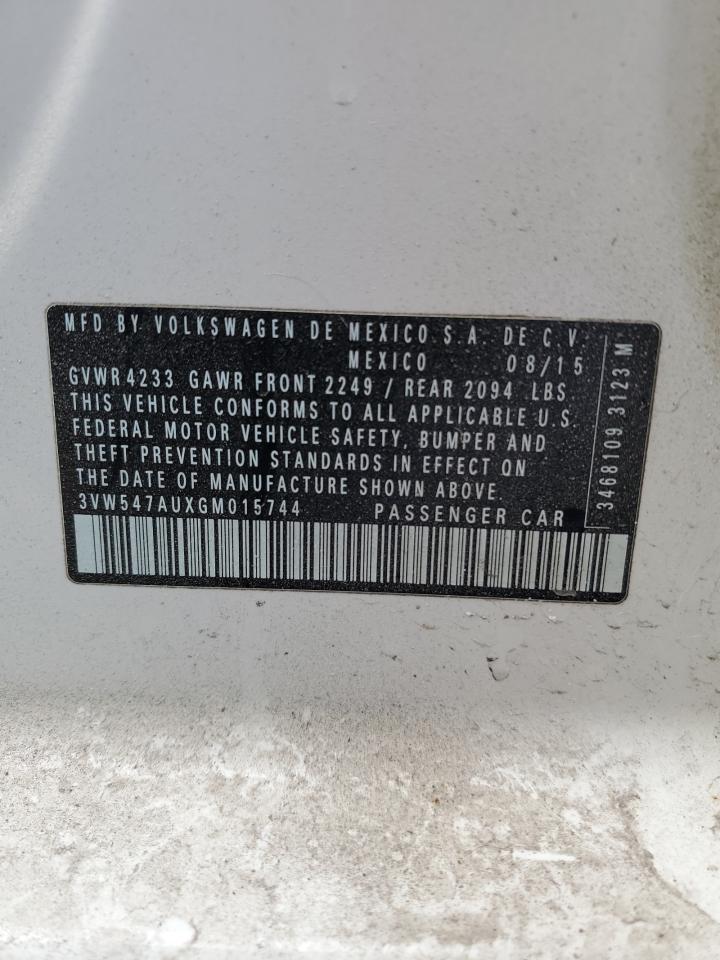 MFD BY VOLKSWAGEN DE MEXICO S.A. DE C.V.
MEXICO 08/15
GVWR 4233 GAWR FRONT 2249 / REAR 2094 LBS
THIS VEHICLE CONFORMS TO ALL APPLICABLE U.S.
FEDERAL MOTOR VEHICLE SAFETY, BUMPER AND
THEFT PREVENTION STANDARDS IN EFFECT ON
THE DATE OF MANUFACTURE SHOWN ABOVE.
3VW547AUXGM015744 PASSENGER CAR
3468109 3123 M